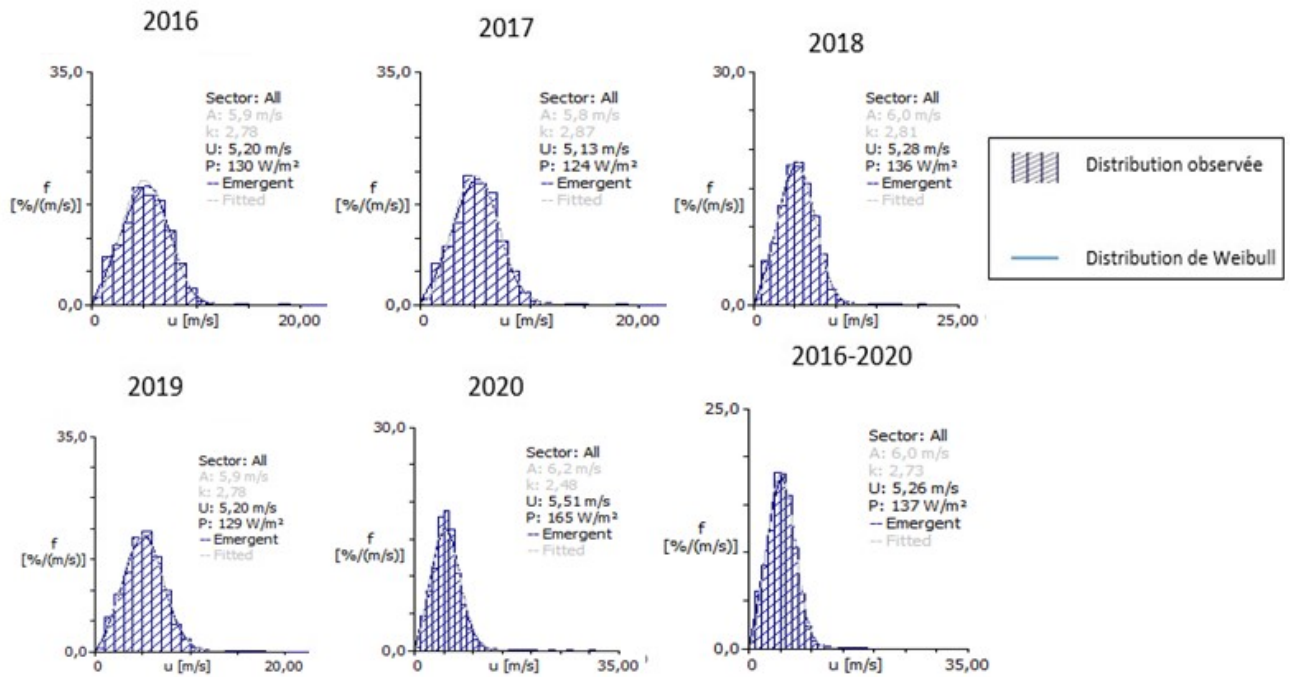 2016
35,0
Sector: All
A: 5,9 m/s
k: 2,78
U: 5,20 m/s
P: 130 W/m²
-- Emergent
-- Fitted
f
[%/(m/s)]
0,0
0
u [m/s]
20,00
2017
35,0
Sector: All
A: 5,8 m/s
k: 2,87
U: 5,13 m/s
P: 124 W/m²
-- Emergent
-- Fitted
f
[%/(m/s)]
0,0
0
u [m/s]
20,00
2018
30,0
Sector: All
A: 6,0 m/s
k: 2,81
U: 5,28 m/s
P: 136 W/m²
-- Emergent
-- Fitted
f
[%/(m/s)]
0,0
0
u [m/s]
25,00
Distribution observée
Distribution de Weibull
2019
35,0
Sector: All
A: 5,9 m/s
k: 2,78
U: 5,20 m/s
P: 129 W/m²
-- Emergent
-- Fitted
f
[%/(m/s)]
0,0
0
u [m/s]
20,00
2020
30,0
Sector: All
A: 6,2 m/s
k: 2,48
U: 5,51 m/s
P: 165 W/m²
-- Emergent
-- Fitted
f
[%/(m/s)]
0,0
0
u [m/s]
35,00
2016-2020
25,0
Sector: All
A: 6,0 m/s
k: 2,73
U: 5,26 m/s
P: 137 W/m²
-- Emergent
-- Fitted
f
[%/(m/s)]
0,0
0
u [m/s]
35,00